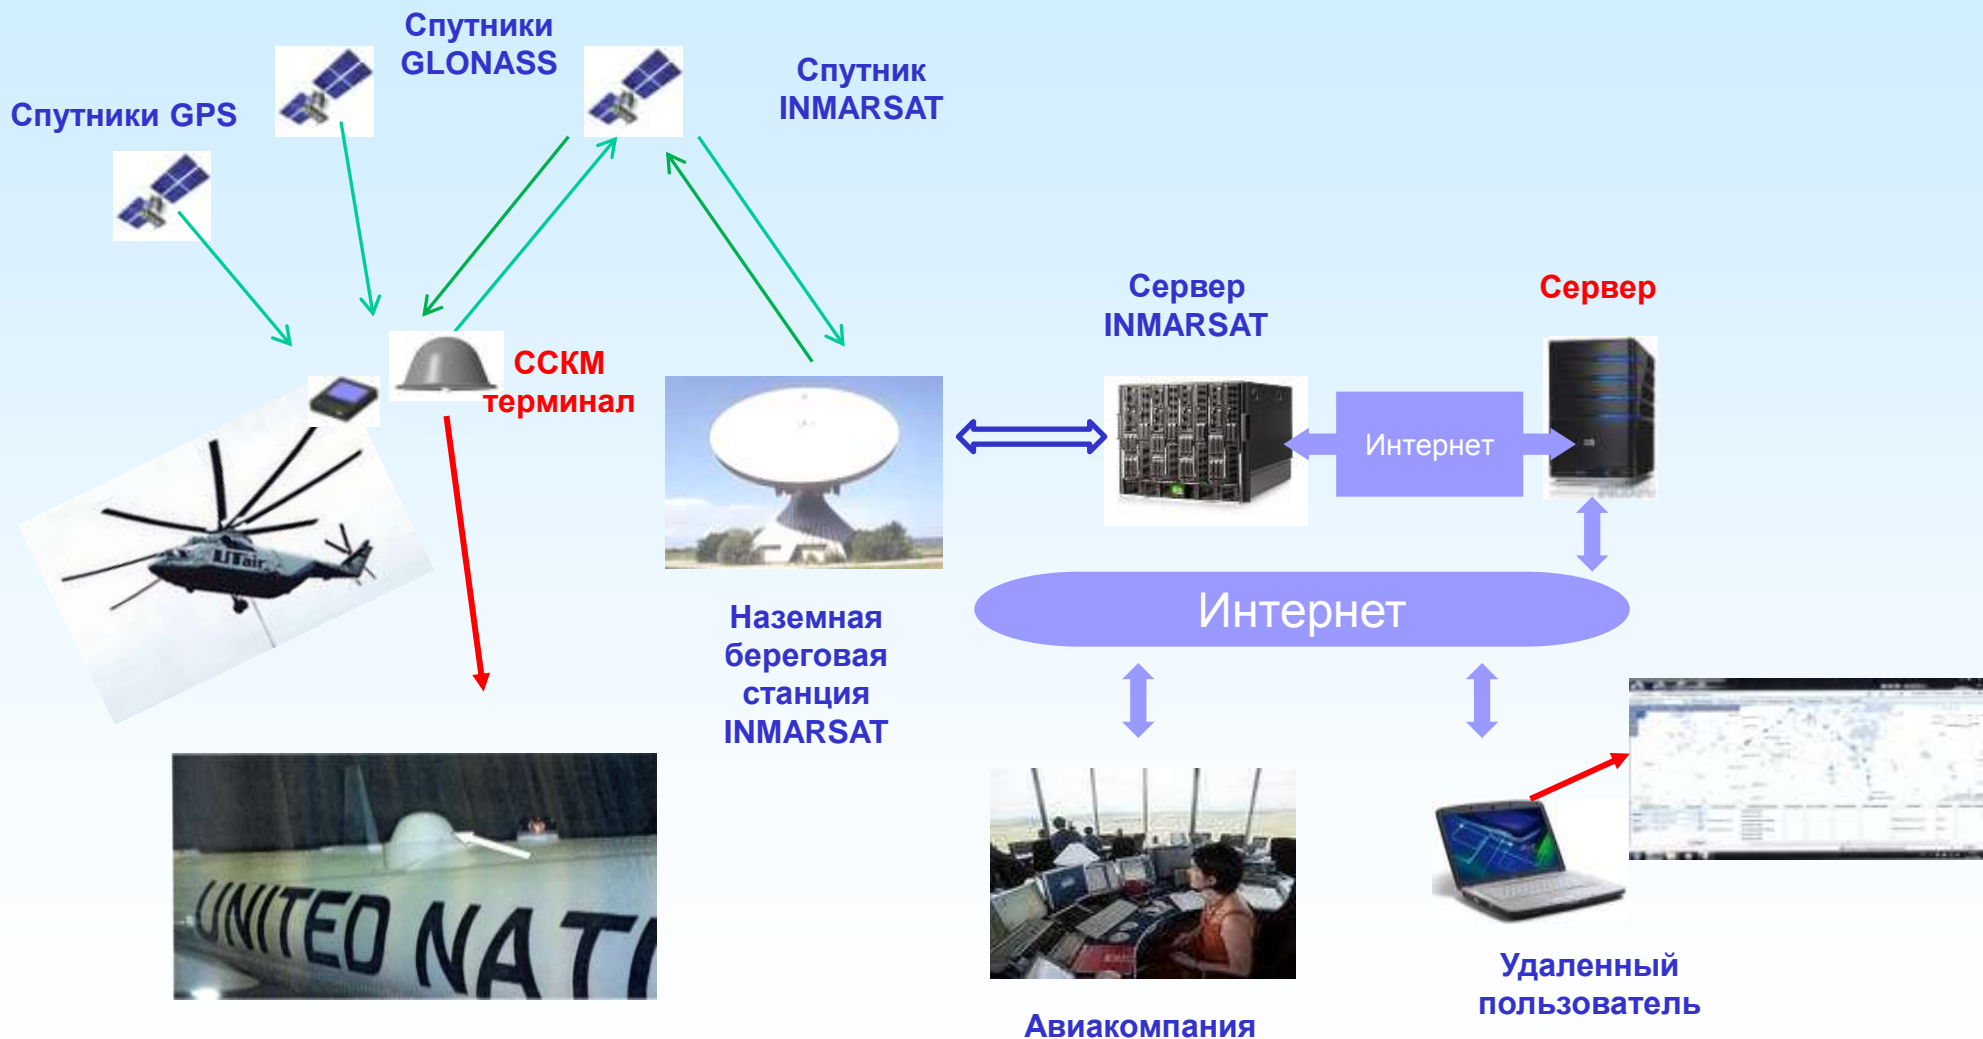 Спутники
GLONASS
Спутник
INMARSAT
Спутники GPS
Сервер
INMARSAT
Сервер
ССКМ
терминал
Интернет
UTair
Интернет
Наземная
береговая
станция
INMARSAT
UNITED NATI
Удаленный
пользователь
Авиакомпания